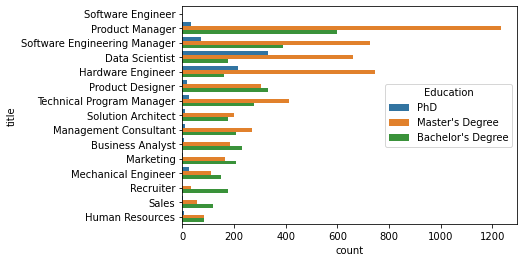 Software Engineer
Product Manager
Software Engineering Manager
Data Scientist
Hardware Engineer
Product Designer
Technical Program Manager
Solution Architect
Management Consultant
Business Analyst
Marketing
Mechanical Engineer
Recruiter
Sales
Human Resources
title
Education
PhD
Master's Degree
Bachelor's Degree
0 200 400 600 800 1000 1200
count